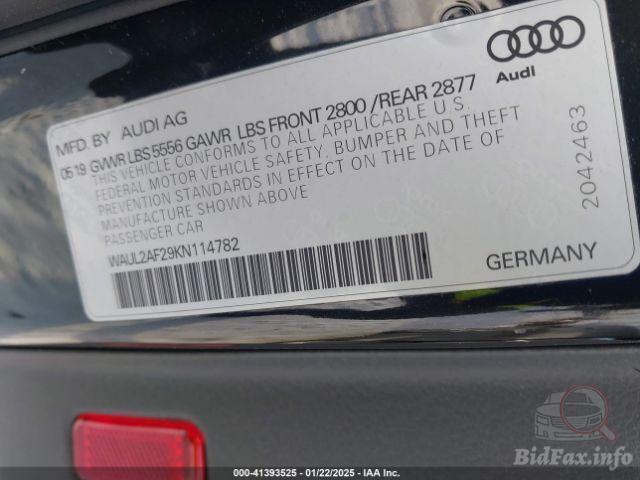 Audi
MFD. BY AUDI AG
05 19 GVWR LBS 5556 GAWR LBS FRONT 2800 /REAR 2877
THIS VEHICLE CONFORMS TO ALL APPLICABLE U.S.
FEDERAL MOTOR VEHICLE SAFETY, BUMPER AND THEFT
PREVENTION STANDARDS IN EFFECT ON THE DATE OF
MANUFACTURE SHOWN ABOVE
PASSENGER CAR
WAUL2AF29KN114782
GERMANY
2042463
000-41393525 - 01/22/2025 - IAA Inc.
BidFax.info